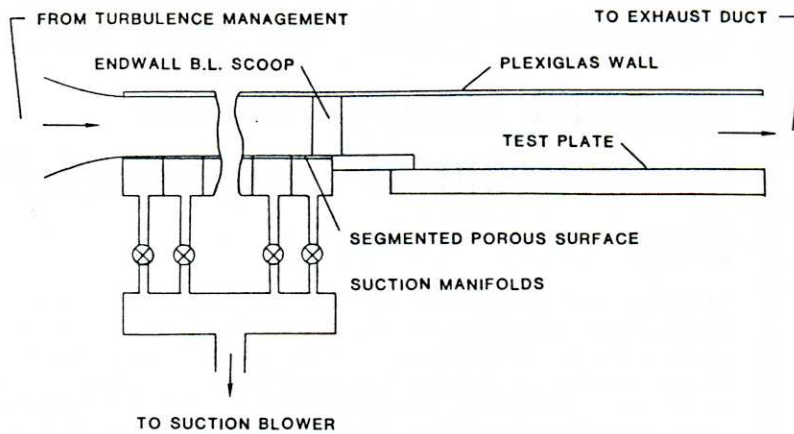 FROM TURBULENCE MANAGEMENT
TO EXHAUST DUCT
ENDWALL B.L. SCOOP
PLEXIGLAS WALL
TEST PLATE
SEGMENTED POROUS SURFACE
SUCTION MANIFOLDS
TO SUCTION BLOWER